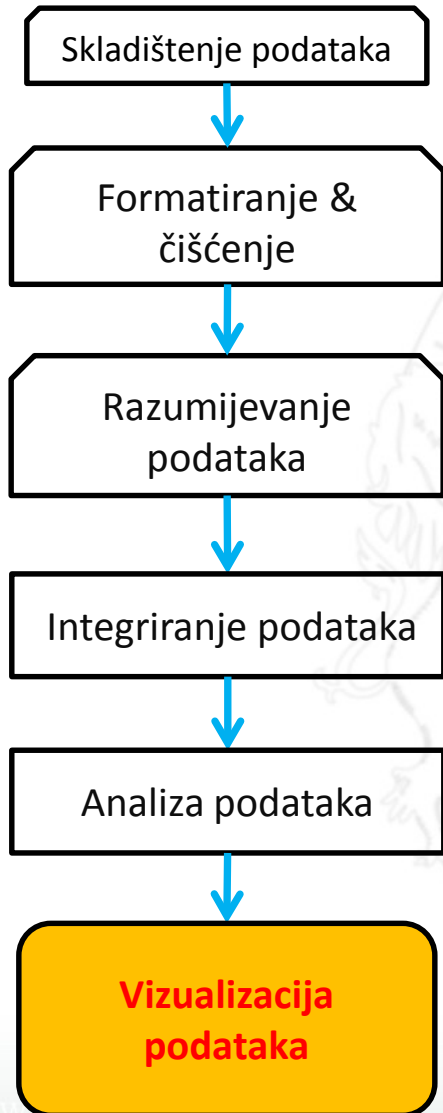 Skladištenje podataka
Formatiranje &
čišćenje
Razumijevanje
podataka
Integriranje podataka
Analiza podataka
Vizualizacija
podataka